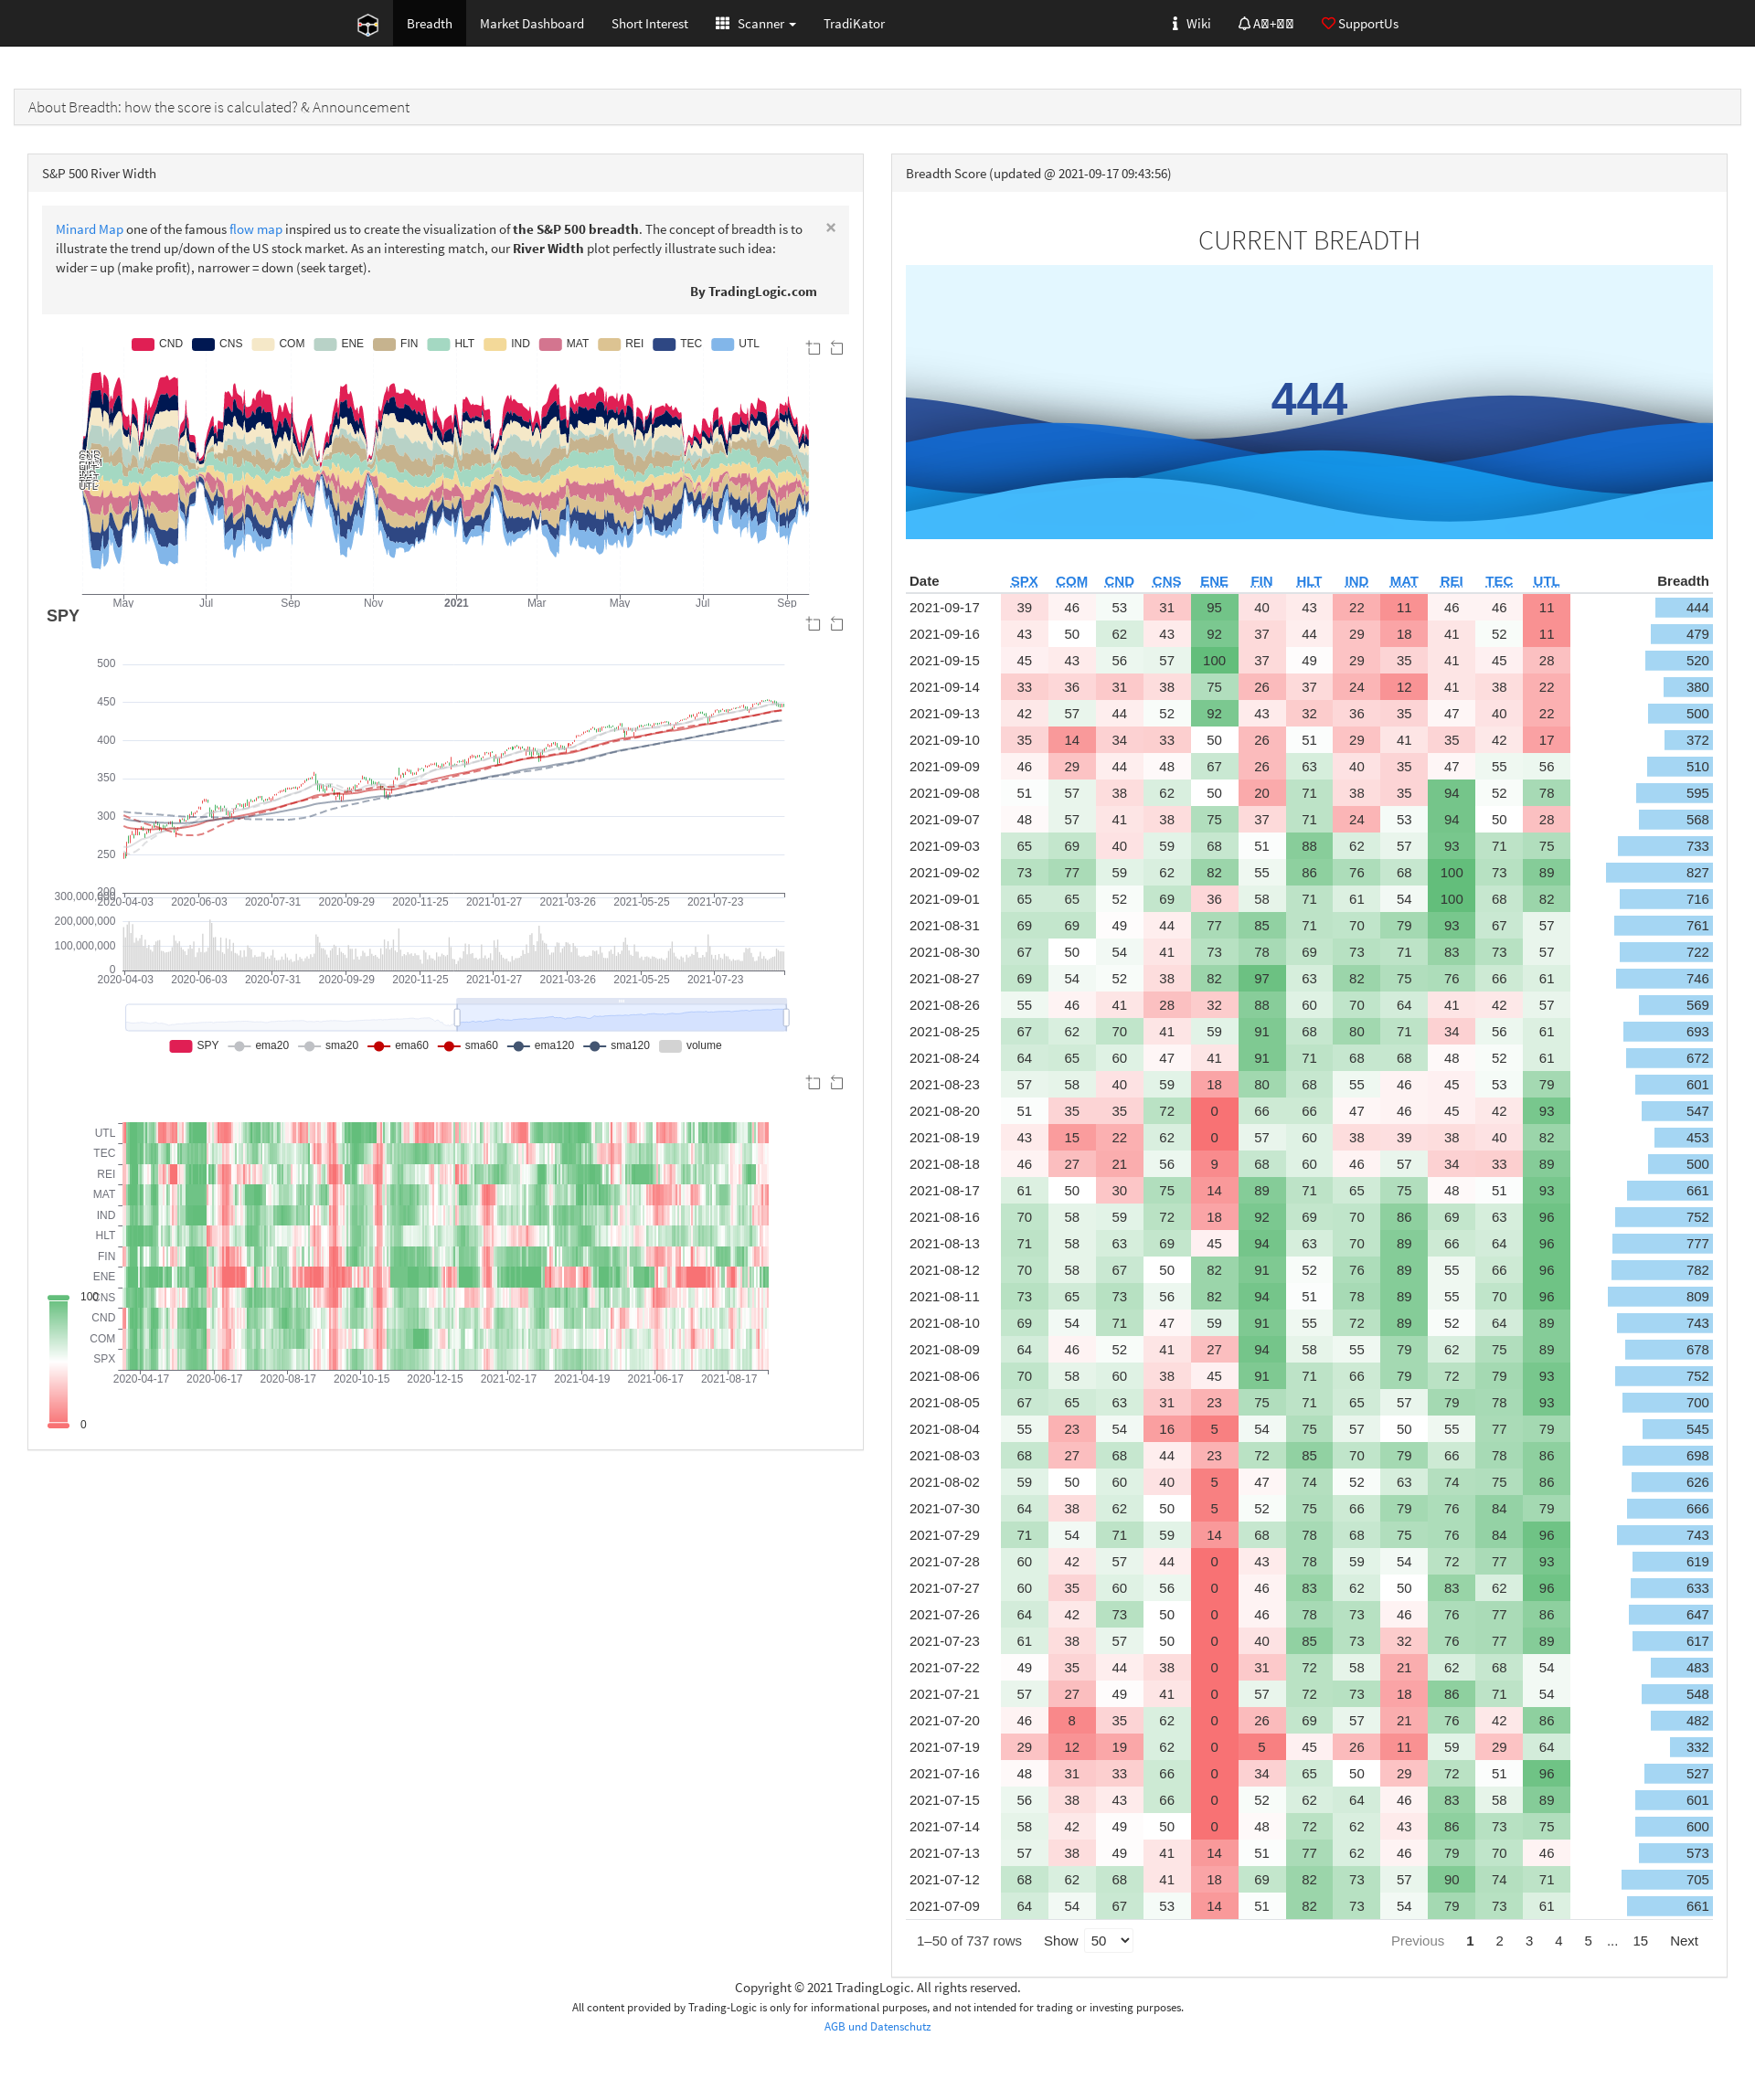 Breadth Market Dashboard Short Interest Scanner TradiKator Wiki SupportUs
About Breadth: how the score is calculated? & Announcement
S&P 500 River Width
Minard Map one of the famous flow map inspired us to create the visualization of the S&P 500 breadth. The concept of breadth is to
illustrate the trend up/down of the US stock market. As an interesting match, our River Width plot perfectly illustrate such idea:
wider = up (make profit), narrower = down (seek target).
×
By TradingLogic.com
CND CNS COM ENE FIN HLT IND MAT REI TEC UTL
UTL
May Jul Sep Nov 2021 Mar May Jul Sep
SPY
500
450
400
350
300
250
200
2020-04-03 2020-06-03 2020-07-31 2020-09-29 2020-11-25 2021-01-27 2021-03-26 2021-05-25 2021-07-23
300,000,000
200,000,000
100,000,000
0
2020-04-03 2020-06-03 2020-07-31 2020-09-29 2020-11-25 2021-01-27 2021-03-26 2021-05-25 2021-07-23
SPY ema20 sma20 ema60 sma60 ema120 sma120 volume
UTL
TEC
REI
MAT
IND
HLT
FIN
ENE
CNS
CND
COM
SPX
100
0
2020-04-17 2020-06-17 2020-08-17 2020-10-15 2020-12-15 2021-02-17 2021-04-19 2021-06-17 2021-08-17
Breadth Score (updated @ 2021-09-17 09:43:56)
CURRENT BREADTH
444
Date SPX COM CND CNS ENE FIN HLT IND MAT REI TEC UTL Breadth
2021-09-17 39 46 53 31 95 40 43 22 11 46 46 11 444
2021-09-16 43 50 62 43 92 37 44 29 18 41 52 11 479
2021-09-15 45 43 56 57 100 37 49 29 35 41 45 28 520
2021-09-14 33 36 31 38 75 26 37 24 12 41 38 22 380
2021-09-13 42 57 44 52 92 43 32 36 35 47 40 22 500
2021-09-10 35 14 34 33 50 26 51 29 41 35 42 17 372
2021-09-09 46 29 44 48 67 26 63 40 35 47 55 56 510
2021-09-08 51 57 38 62 50 20 71 38 35 94 52 78 595
2021-09-07 48 57 41 38 75 37 71 24 53 94 50 28 568
2021-09-03 65 69 40 59 68 51 88 62 57 93 71 75 733
2021-09-02 73 77 59 62 82 55 86 76 68 100 73 89 827
2021-09-01 65 65 52 69 36 58 71 61 54 100 68 82 716
2021-08-31 69 69 49 44 77 85 71 70 79 93 67 57 761
2021-08-30 67 50 54 41 73 78 69 73 71 83 73 57 722
2021-08-27 69 54 52 38 82 97 63 82 75 76 66 61 746
2021-08-26 55 46 41 28 32 88 60 70 64 41 42 57 569
2021-08-25 67 62 70 41 59 91 68 80 71 34 56 61 693
2021-08-24 64 65 60 47 41 91 71 68 68 48 52 61 672
2021-08-23 57 58 40 59 18 80 68 55 46 45 53 79 601
2021-08-20 51 35 35 72 0 66 66 47 46 45 42 93 547
2021-08-19 43 15 22 62 0 57 60 38 39 38 40 82 453
2021-08-18 46 27 21 56 9 68 60 46 57 34 33 89 500
2021-08-17 61 50 30 75 14 89 71 65 75 48 51 93 661
2021-08-16 70 58 59 72 18 92 69 70 86 69 63 96 752
2021-08-13 71 58 63 69 45 94 63 70 89 66 64 96 777
2021-08-12 70 58 67 50 82 91 52 76 89 55 66 96 782
2021-08-11 73 65 73 56 82 94 51 78 89 55 70 96 809
2021-08-10 69 54 71 47 59 91 55 72 89 52 64 89 743
2021-08-09 64 46 52 41 27 94 58 55 79 62 75 89 678
2021-08-06 70 58 60 38 45 91 71 66 79 72 79 93 752
2021-08-05 67 65 63 31 23 75 71 65 57 79 78 93 700
2021-08-04 55 23 54 16 5 54 75 57 50 55 77 79 545
2021-08-03 68 27 68 44 23 72 85 70 79 66 78 86 698
2021-08-02 59 50 60 40 5 47 74 52 63 74 75 86 626
2021-07-30 64 38 62 50 5 52 75 66 79 76 84 79 666
2021-07-29 71 54 71 59 14 68 78 68 75 76 84 96 743
2021-07-28 60 42 57 44 0 43 78 59 54 72 77 93 619
2021-07-27 60 35 60 56 0 46 83 62 50 83 62 96 633
2021-07-26 64 42 73 50 0 46 78 73 46 76 77 86 647
2021-07-23 61 38 57 50 0 40 85 73 32 76 77 89 617
2021-07-22 49 35 44 38 0 31 72 58 21 62 68 54 483
2021-07-21 57 27 49 41 0 57 72 73 18 86 71 54 548
2021-07-20 46 8 35 62 0 26 69 57 21 76 42 86 482
2021-07-19 29 12 19 62 0 5 45 26 11 59 29 64 332
2021-07-16 48 31 33 66 0 34 65 50 29 72 51 96 527
2021-07-15 56 38 43 66 0 52 62 64 46 83 58 89 601
2021-07-14 58 42 49 50 0 48 72 62 43 86 73 75 600
2021-07-13 57 38 49 41 14 51 77 62 46 79 70 46 573
2021-07-12 68 62 68 41 18 69 82 73 57 90 74 71 705
2021-07-09 64 54 67 53 14 51 82 73 54 79 73 61 661
1–50 of 737 rows Show 50 Previous 1 2 3 4 5 ... 15 Next
Copyright © 2021 TradingLogic. All rights reserved.
All content provided by Trading-Logic is only for informational purposes, and not intended for trading or investing purposes.
AGB und Datenschutz